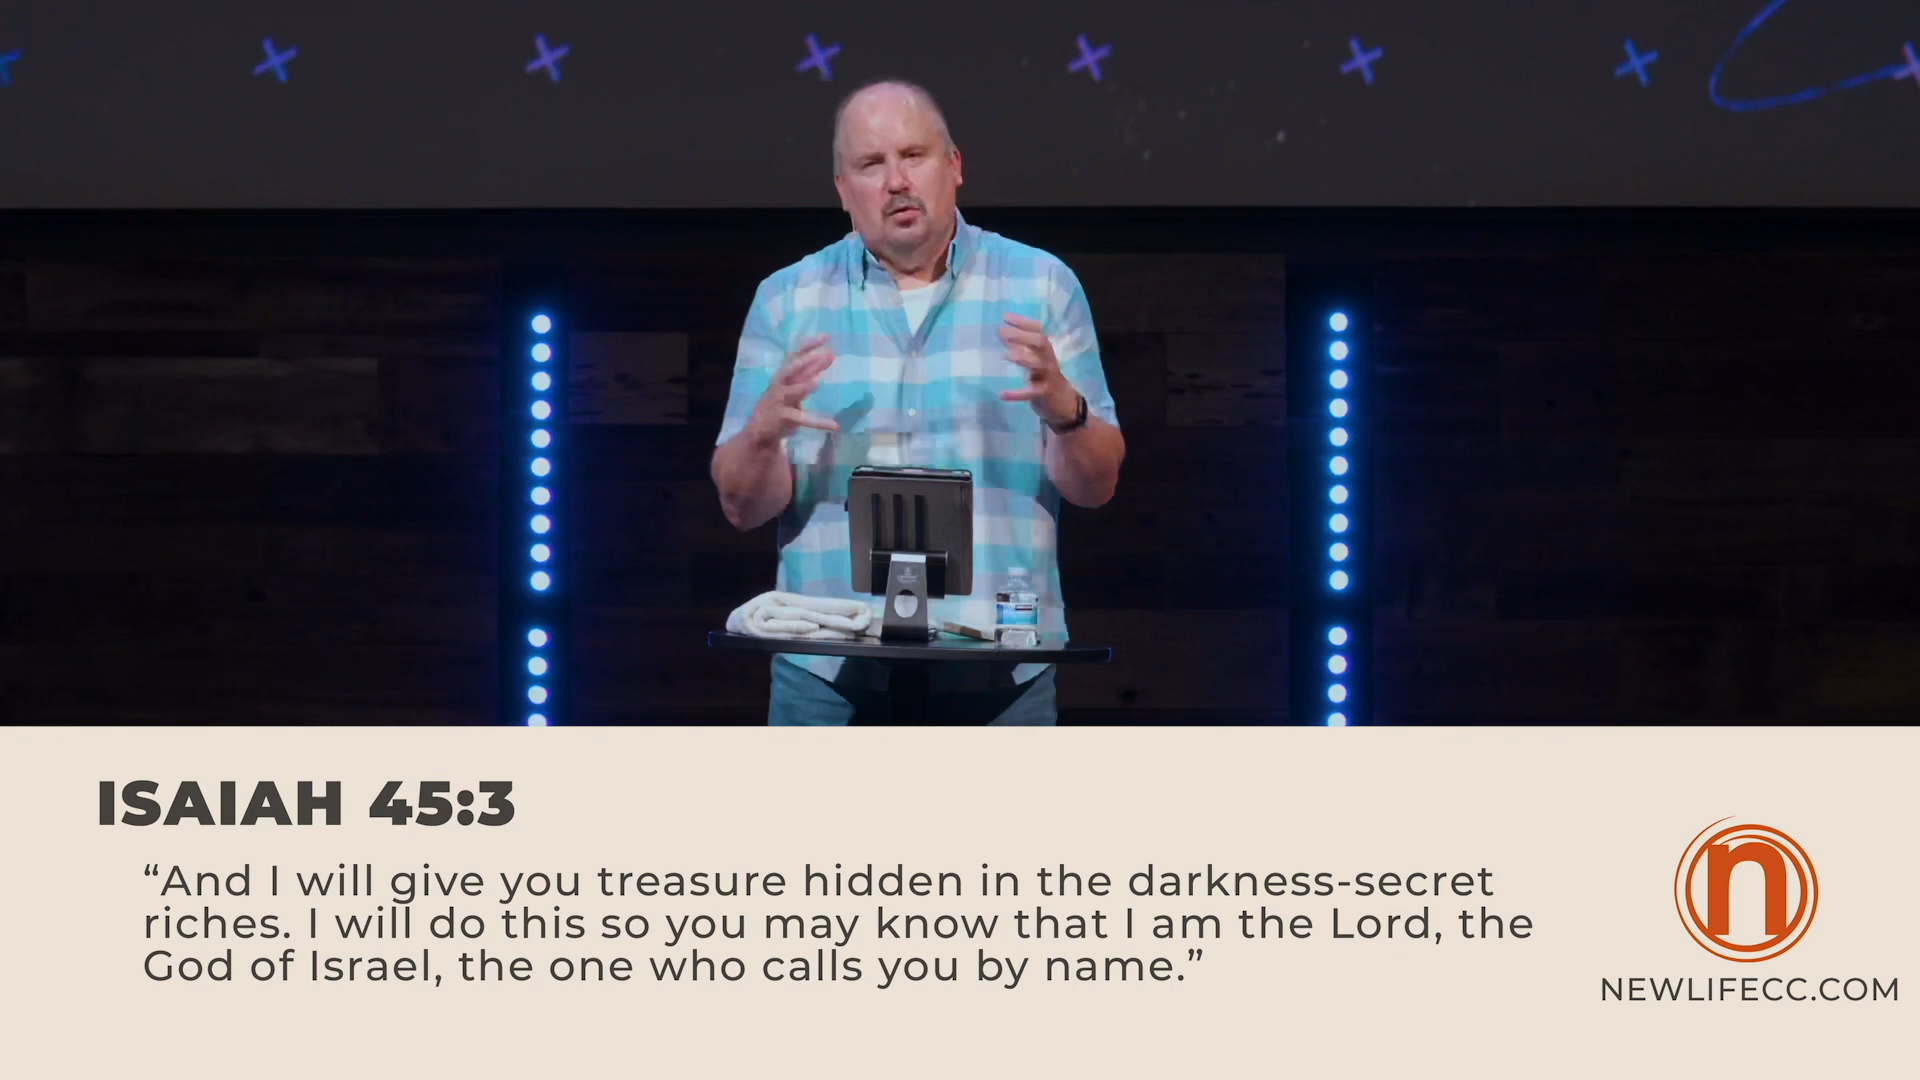 ISAIAH 45:3
“And I will give you treasure hidden in the darkness-secret
riches. I will do this so you may know that I am the Lord, the
God of Israel, the one who calls you by name.”
n
NEWLIFECC.COM